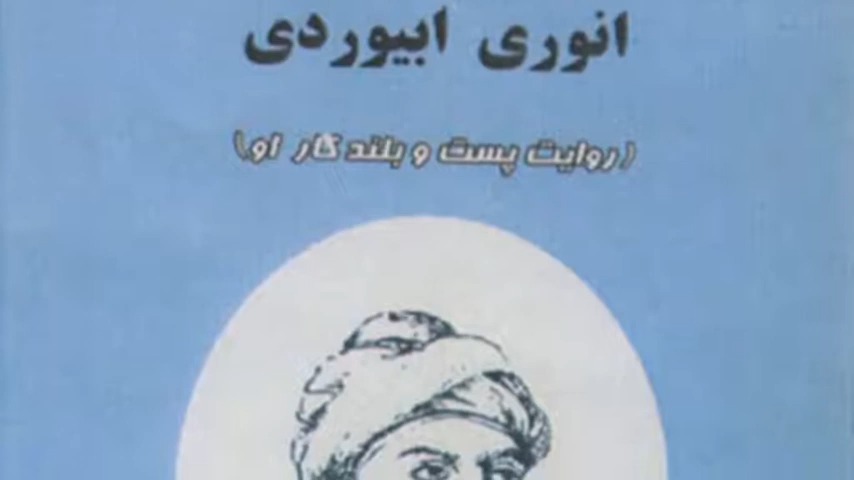 انوری ابیوردی
(روایت پست و بلند کار او)